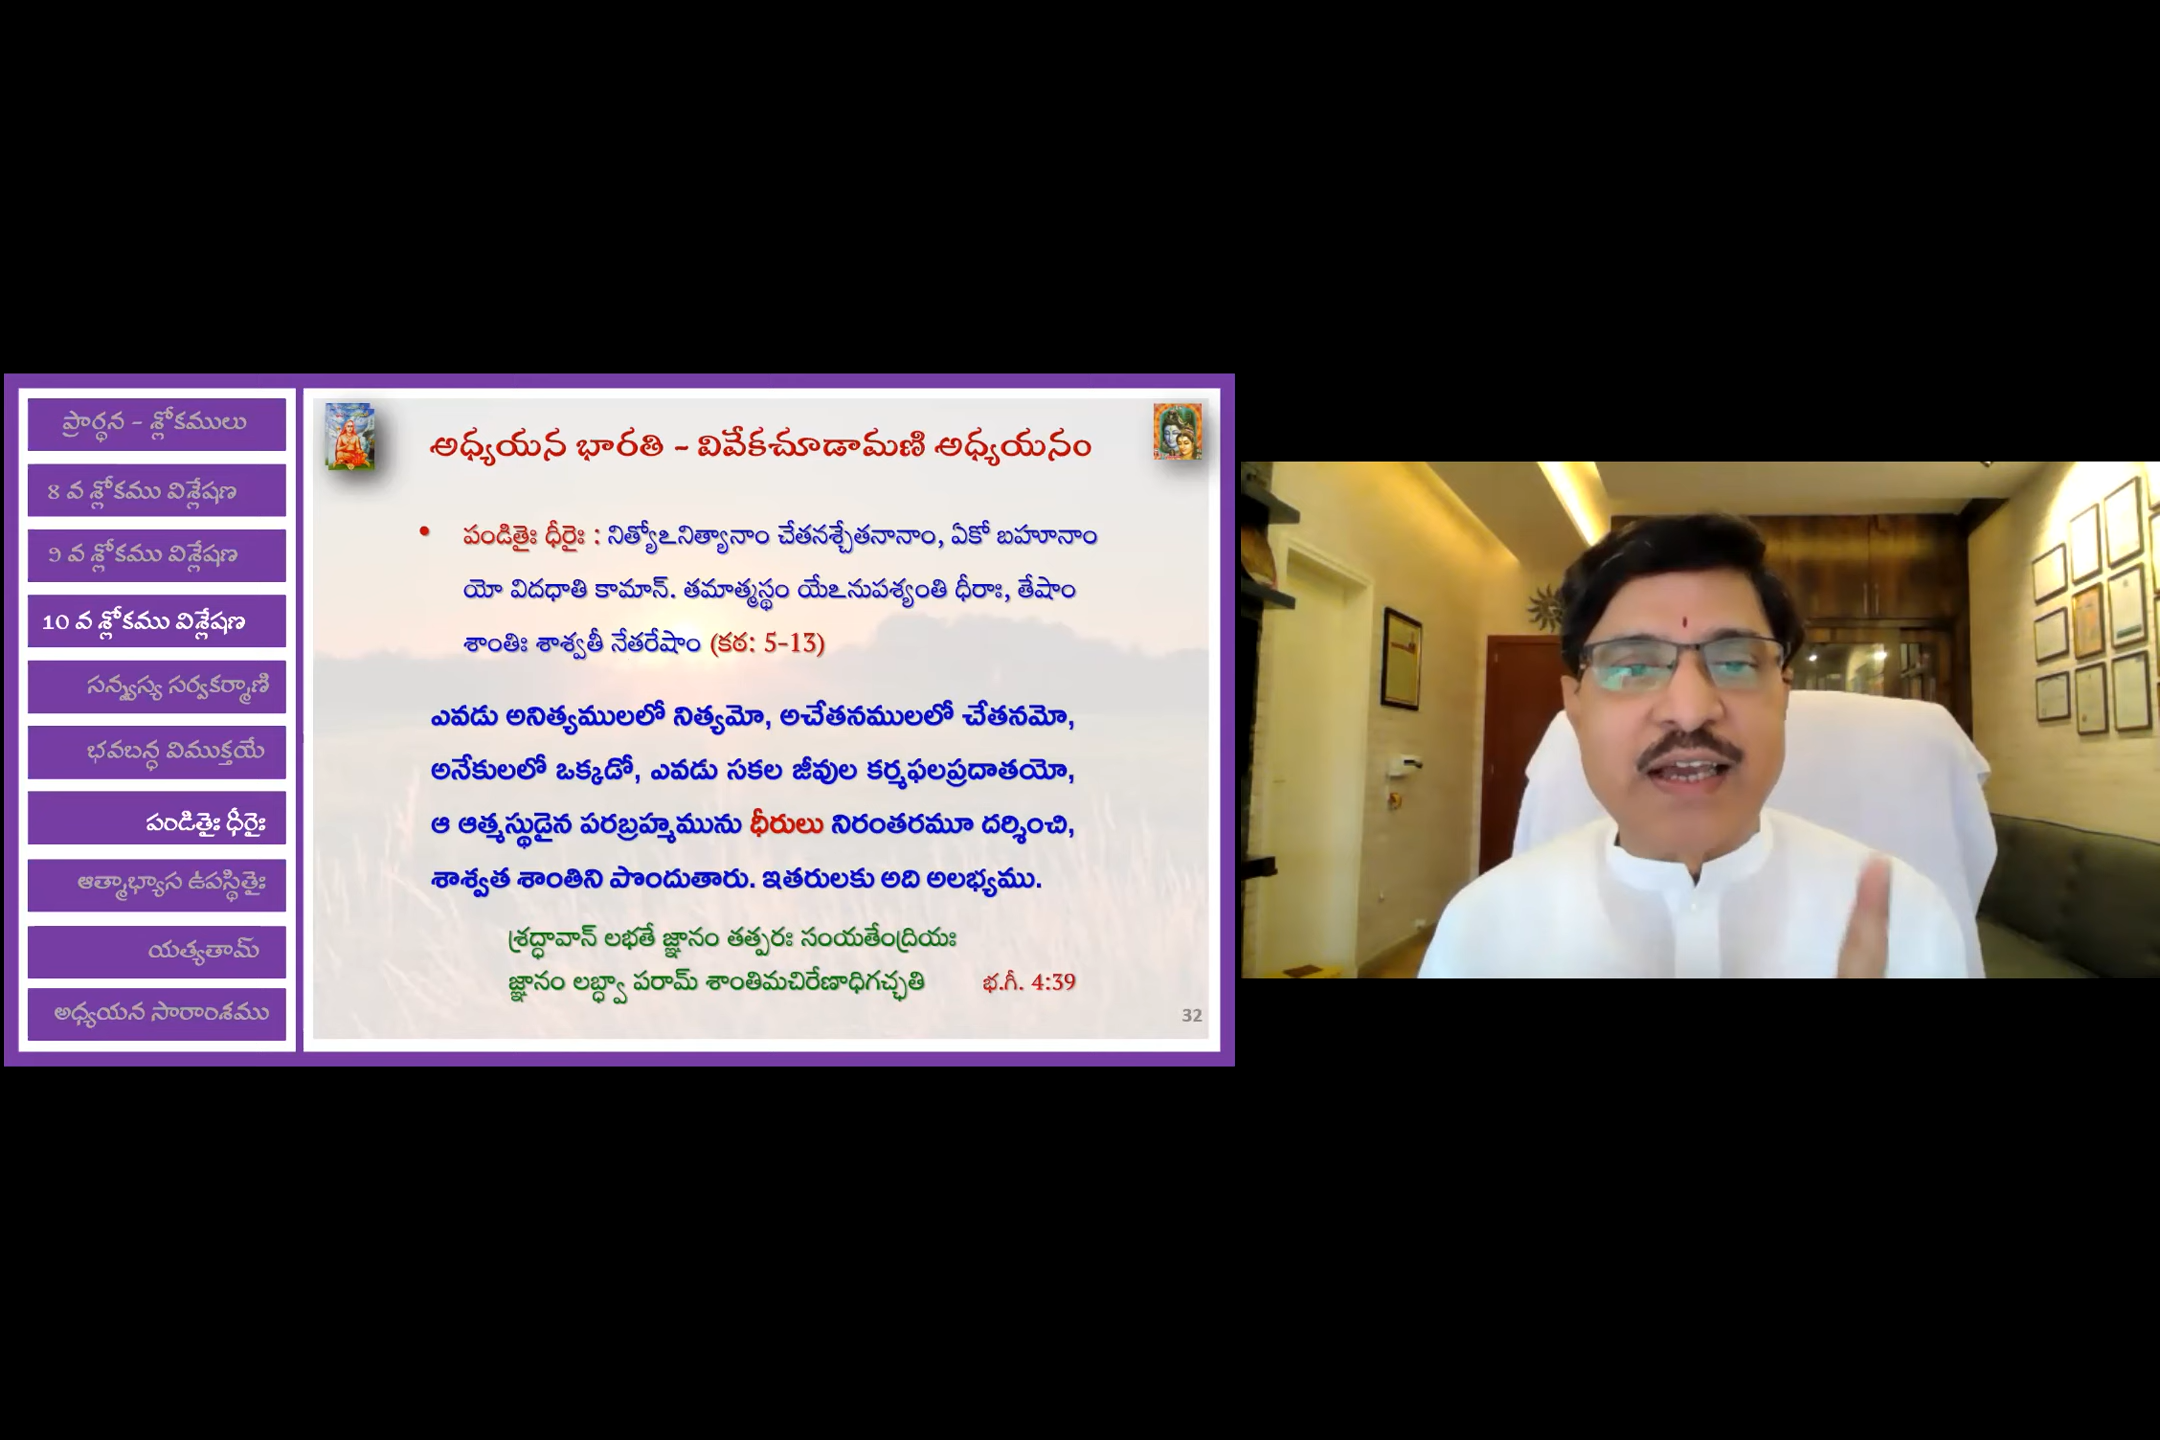 ప్రార్థన - శ్లోకములు
8 వ శ్లోకము విశ్లేషణ
9 వ శ్లోకము విశ్లేషణ
10 వ శ్లోకము విశ్లేషణ
సన్న్యస్య సర్వకర్మాణి
భవబన్ధ విముక్తయే
పండితైః ధీరైః
ఆత్మాభ్యాస ఉపస్థితైః
యత్యతామ్
అధ్యయన సారాంశము
అధ్యయన భారతి - వివేకచూడామణి అధ్యయనం
• పండితైః ధీరైః : నిత్యోఽనిత్యానాం చేతనశ్చేతనానాం, ఏకో బహూనాం
యో విదధాతి కామాన్. తమాత్మస్థం యేఽనుపశ్యంతి ధీరాః, తేషాం
శాంతిః శాశ్వతీ నేతరేషాం (కఠ: 5-13)
ఎవడు అనిత్యములలో నిత్యమో, అచేతనములలో చేతనమో,
అనేకులలో ఒక్కడో, ఎవడు సకల జీవుల కర్మఫలప్రదాతయో,
ఆ ఆత్మస్థుడైన పరబ్రహ్మమును ధీరులు నిరంతరమూ దర్శించి,
శాశ్వత శాంతిని పొందుతారు. ఇతరులకు అది అలభ్యము.
శ్రద్ధావాన్ లభతే జ్ఞానం తత్పరః సంయతేంద్రియః
జ్ఞానం లబ్ధ్వా పరామ్ శాంతిమచిరేణాధిగచ్ఛతి భ.గీ. 4:39
32